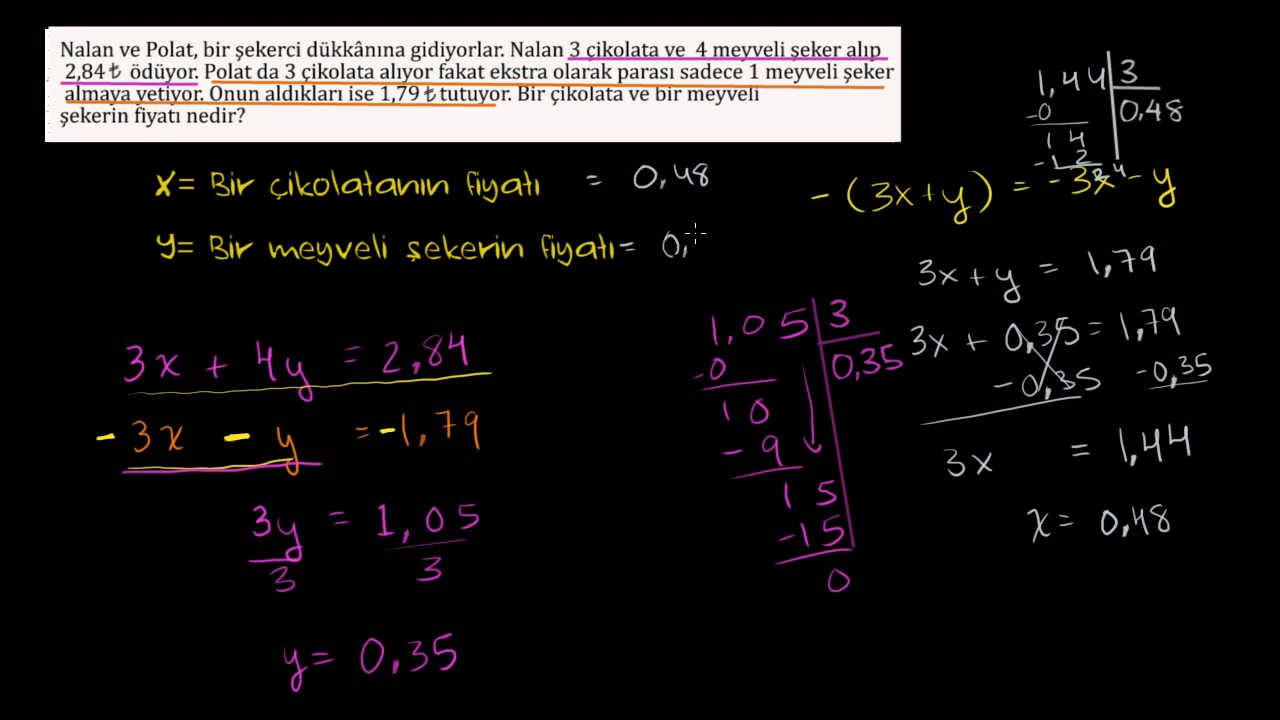 Nalan ve Polat, bir şekerci dükkânına gidiyorlar. Nalan 3 çikolata ve 4 meyveli şeker alıp
2,84₺ ödüyor. Polat da 3 çikolata alıyor fakat ekstra olarak parası sadece 1 meyveli şeker
almaya yetiyor. Onun aldıkları ise 1,79₺ tutuyor. Bir çikolata ve bir meyveli
şekerin fiyatı nedir?
x = Bir çikolatanın fiyatı = 0,48
y = Bir meyveli şekerin fiyatı = 0,
3x + 4y = 2,84
- 3x - y = -1,79
3y = 1,05
3 3
y = 0,35
1,05 3
-0 0,35
10
-9
15
-15
0
1,44 3
-0 0,48
14
-12
24
-(3x+y) = -3x - y
3x + y = 1,79
3x + 0,35 = 1,79
-0,35 -0,35
3x = 1,44
x = 0,48